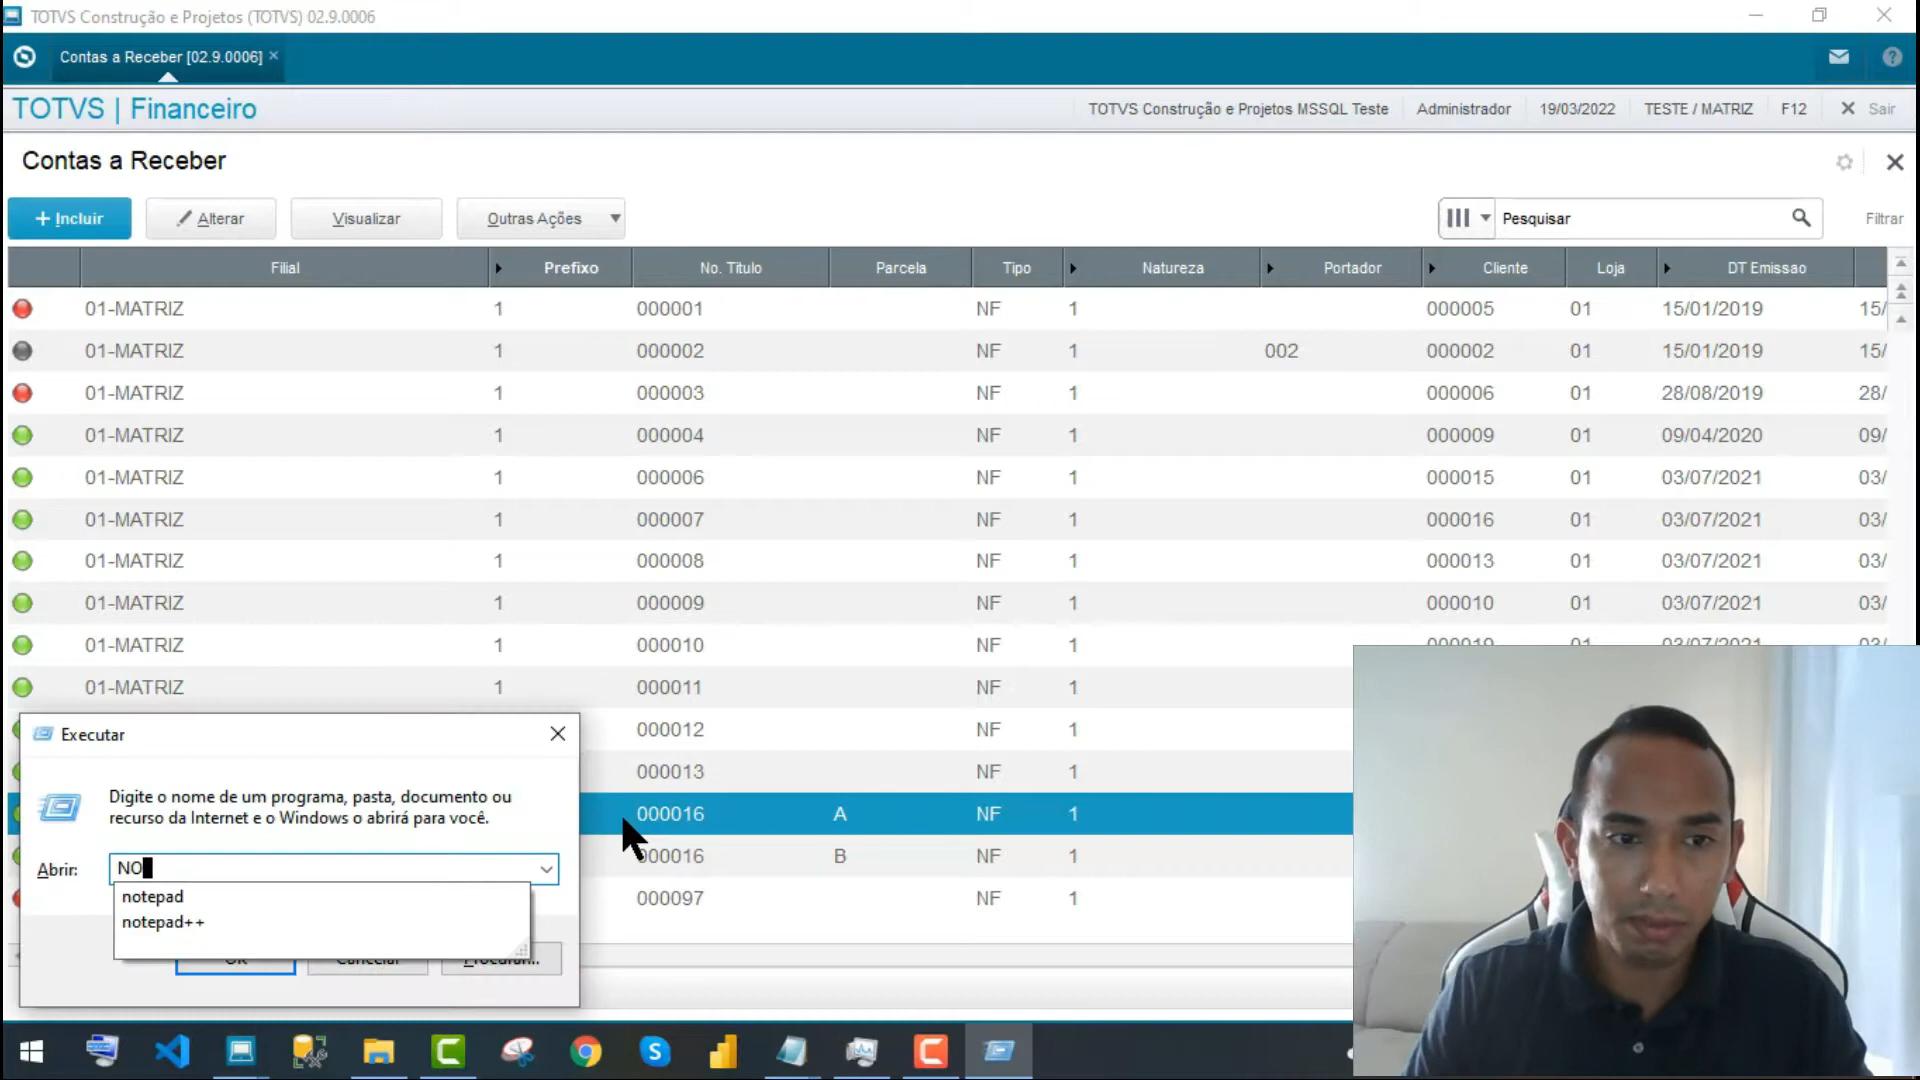 TOTVS Construção e Projetos (TOTVS) 02.9.0006
Contas a Receber [02.9.0006]
TOTVS | Financeiro
TOTVS Construção e Projetos MSSQL Teste Administrador 19/03/2022 TESTE / MATRIZ F12 Sair
Contas a Receber
+ Incluir Alterar Visualizar Outras Ações Pesquisar Filtrar
Filial Prefixo No. Titulo Parcela Tipo Natureza Portador Cliente Loja DT Emissao
01-MATRIZ 1 000001 NF 1 000005 01 15/01/2019 15/
01-MATRIZ 1 000002 NF 1 002 000002 01 15/01/2019 15/
01-MATRIZ 1 000003 NF 1 000006 01 28/08/2019 28/
01-MATRIZ 1 000004 NF 1 000009 01 09/04/2020 09/
01-MATRIZ 1 000006 NF 1 000015 01 03/07/2021 03/
01-MATRIZ 1 000007 NF 1 000016 01 03/07/2021 03/
01-MATRIZ 1 000008 NF 1 000013 01 03/07/2021 03/
01-MATRIZ 1 000009 NF 1 000010 01 03/07/2021 03/
01-MATRIZ 1 000010 NF 1 01 03/07/2021
01-MATRIZ 1 000011 NF 1
000012 NF 1
000013 NF 1
000016 A NF 1
000016 B NF 1
000097 NF 1
Executar
Digite o nome de um programa, pasta, documento ou
recurso da Internet e o Windows o abrirá para você.
Abrir: NO
notepad
notepad++
OK Cancelar Procurar...